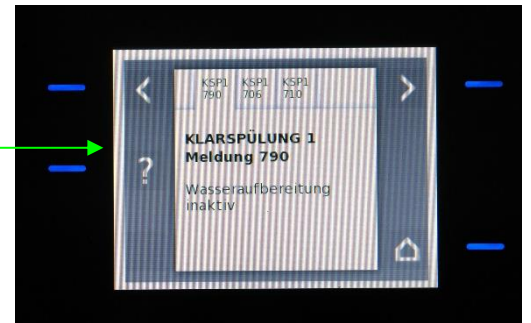 KSP1 KSP1 KSP1
790 706 710
KLARSPÜLUNG 1
Meldung 790
Wasseraufbereitung
inaktiv
?